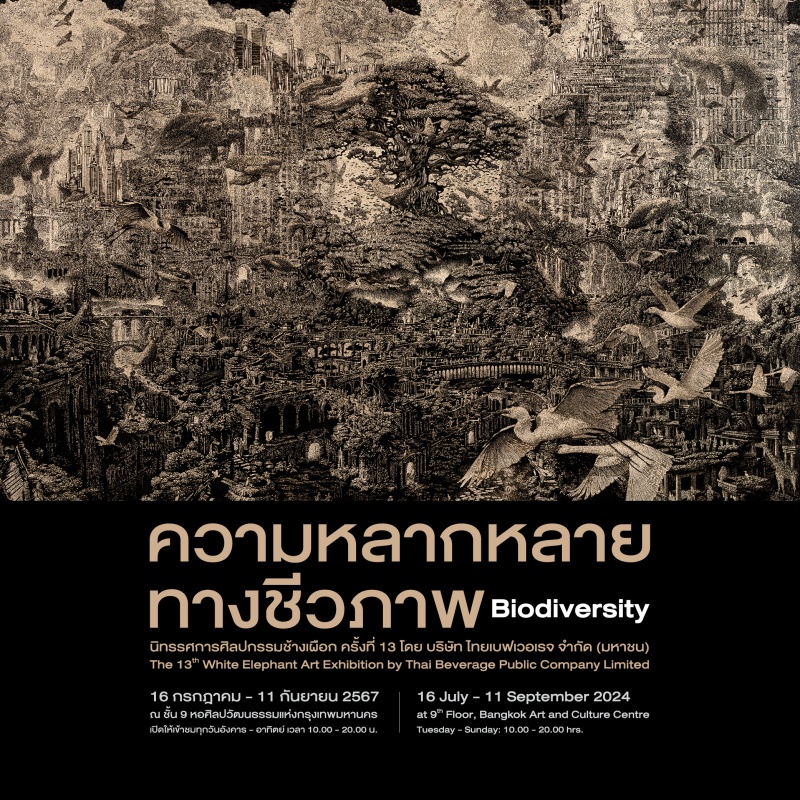 ความหลากหลาย
ทางชีวภาพ Biodiversity
นิทรรศการศิลปกรรมช้างเผือก ครั้งที่ 13 โดย บริษัท ไทยเบฟเวอเรจ จำกัด (มหาชน)
The 13th White Elephant Art Exhibition by Thai Beverage Public Company Limited
16 กรกฎาคม - 11 กันยายน 2567
ณ ชั้น 9 หอศิลปวัฒนธรรมแห่งกรุงเทพมหานคร
เปิดให้เข้าชมทุกวันอังคาร - อาทิตย์ เวลา 10.00 - 20.00 น.
16 July - 11 September 2024
at 9th Floor, Bangkok Art and Culture Centre
Tuesday - Sunday: 10.00 - 20.00 hrs.